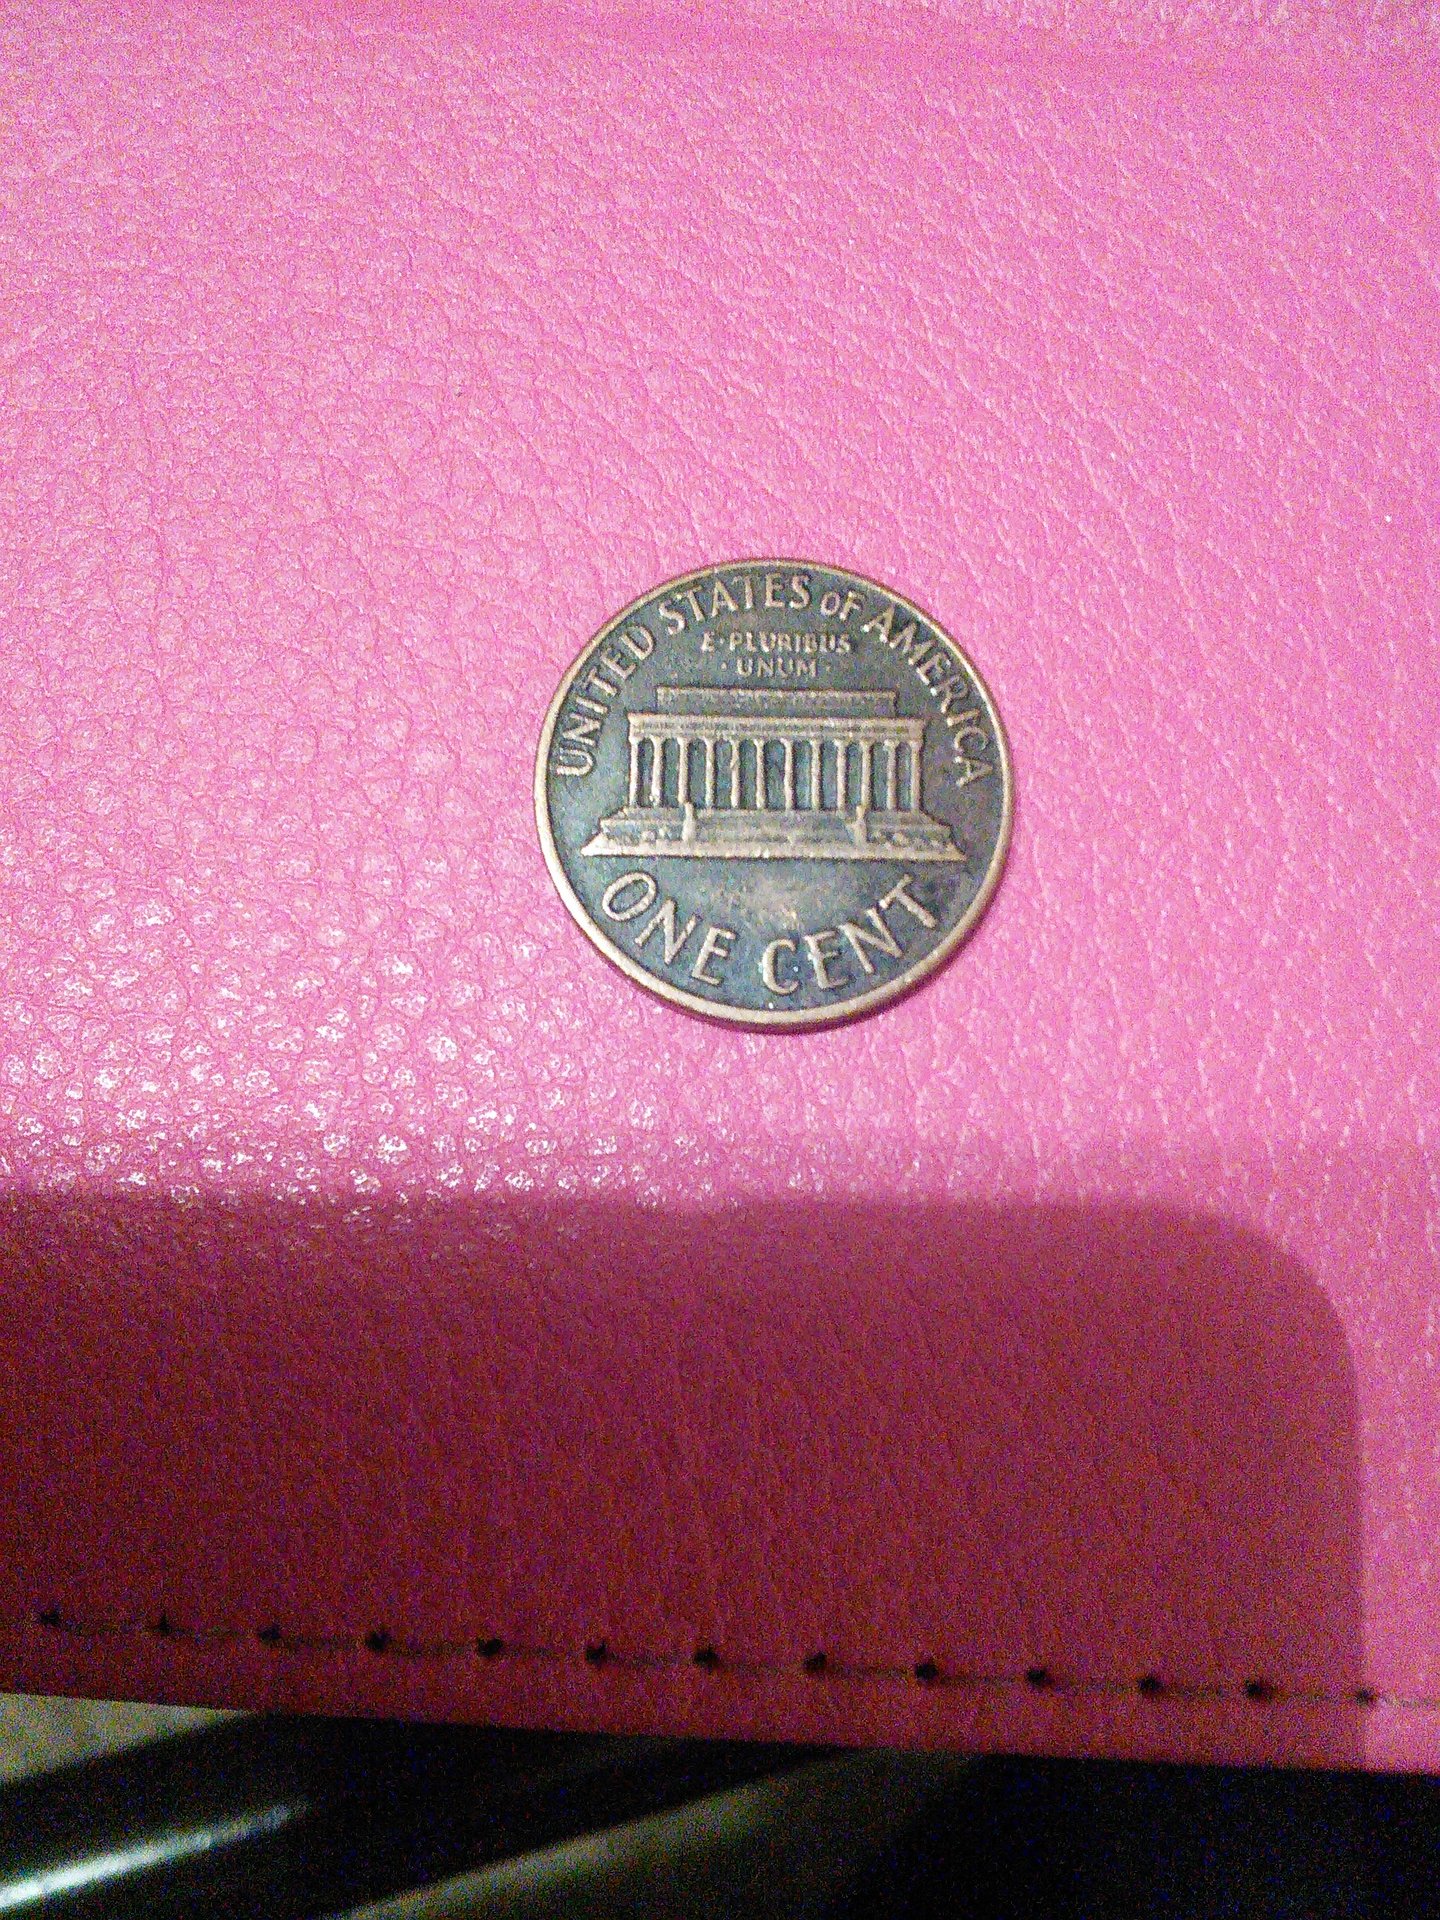 UNITED STATES OF AMERICA
E·PLURIBUS
·UNUM·
ONE CENT